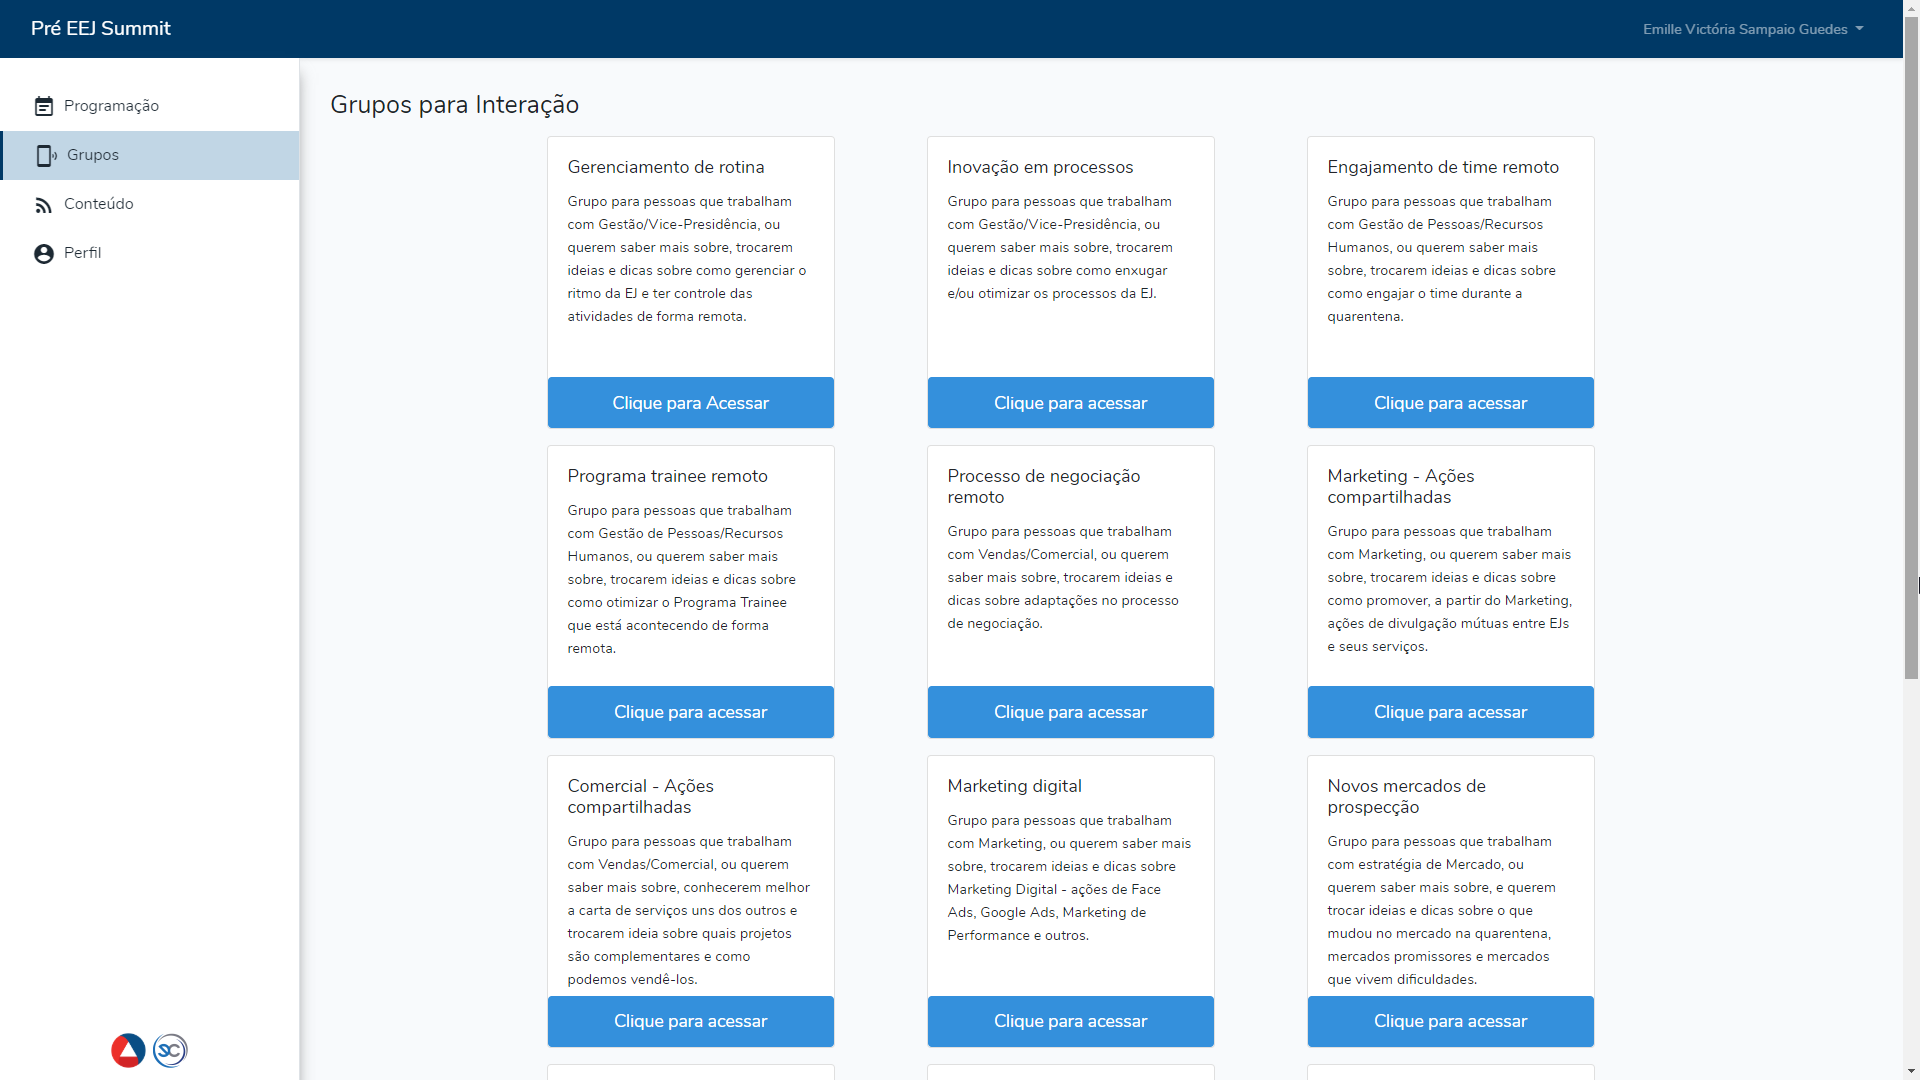 Pré EEJ Summit
Emille Victória Sampaio Guedes
Programação
Grupos
Conteúdo
Perfil
Grupos para Interação
Gerenciamento de rotina
Grupo para pessoas que trabalham
com Gestão/Vice-Presidência, ou
querem saber mais sobre, trocarem
ideias e dicas sobre como gerenciar o
ritmo da EJ e ter controle das
atividades de forma remota.
Clique para Acessar
Inovação em processos
Grupo para pessoas que trabalham
com Gestão/Vice-Presidência, ou
querem saber mais sobre, trocarem
ideias e dicas sobre como enxugar
e/ou otimizar os processos da EJ.
Clique para acessar
Engajamento de time remoto
Grupo para pessoas que trabalham
com Gestão de Pessoas/Recursos
Humanos, ou querem saber mais
sobre, trocarem ideias e dicas sobre
como engajar o time durante a
quarentena.
Clique para acessar
Programa trainee remoto
Grupo para pessoas que trabalham
com Gestão de Pessoas/Recursos
Humanos, ou querem saber mais
sobre, trocarem ideias e dicas sobre
como otimizar o Programa Trainee
que está acontecendo de forma
remota.
Clique para acessar
Processo de negociação
remoto
Grupo para pessoas que trabalham
com Vendas/Comercial, ou querem
saber mais sobre, trocarem ideias e
dicas sobre adaptações no processo
de negociação.
Clique para acessar
Marketing - Ações
compartilhadas
Grupo para pessoas que trabalham
com Marketing, ou querem saber mais
sobre, trocarem ideias e dicas sobre
como promover, a partir do Marketing,
ações de divulgação mútuas entre EJs
e seus serviços.
Clique para acessar
Comercial - Ações
compartilhadas
Grupo para pessoas que trabalham
com Vendas/Comercial, ou querem
saber mais sobre, conhecerem melhor
a carta de serviços uns dos outros e
trocarem ideia sobre quais projetos
são complementares e como
podemos vendê-los.
Clique para acessar
Marketing digital
Grupo para pessoas que trabalham
com Marketing, ou querem saber mais
sobre, trocarem ideias e dicas sobre
Marketing Digital - ações de Face
Ads, Google Ads, Marketing de
Performance e outros.
Clique para acessar
Novos mercados de
prospecção
Grupo para pessoas que trabalham
com estratégia de Mercado, ou
querem saber mais sobre, e querem
trocar ideias e dicas sobre o que
mudou no mercado na quarentena,
mercados promissores e mercados
que vivem dificuldades.
Clique para acessar
SC